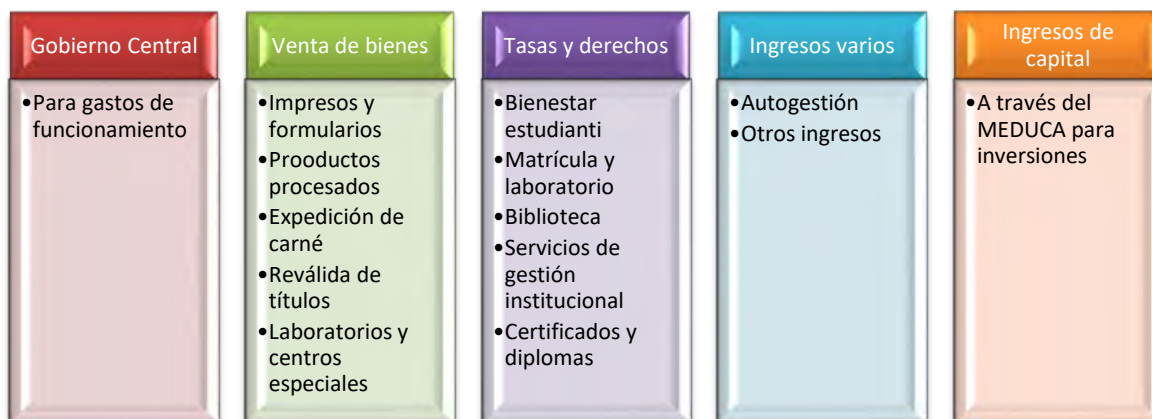 Gobierno Central
•Para gastos de
funcionamiento
Venta de bienes
•Impresos y
formularios
•Prooductos
procesados
•Expedición de
carné
•Reválida de
títulos
•Laboratorios y
centros
especiales
Tasas y derechos
•Bienestar
estudianti
•Matrícula y
laboratorio
•Biblioteca
•Servicios de
gestión
institucional
•Certificados y
diplomas
Ingresos varios
•Autogestión
•Otros ingresos
Ingresos de
capital
•A través del
MEDUCA para
inversiones